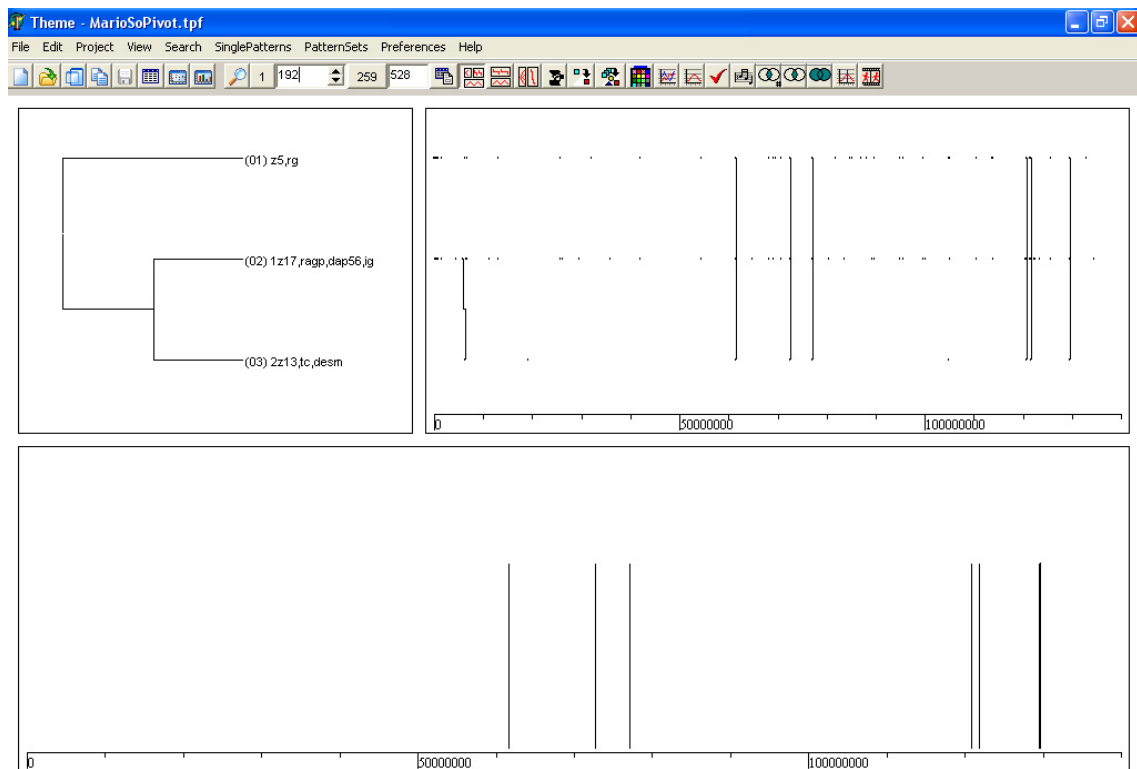 Theme - MarioSoPivot.tpf
File Edit Project View Search SinglePatterns PatternSets Preferences Help
1 192 259 528
(01) z5,rg
(02) 1z17,ragp,dap56,ig
(03) 2z13,tc,desm
0 50000000 100000000
0 50000000 100000000